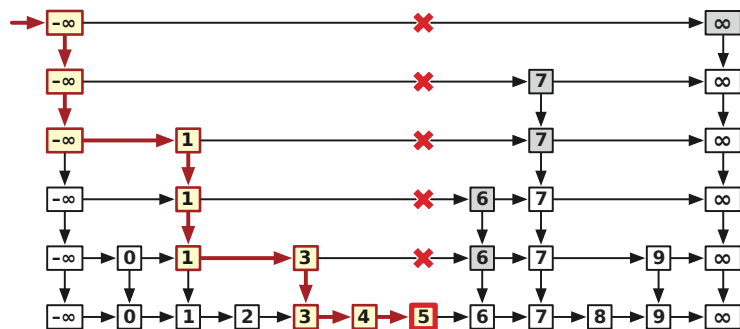 -∞ ∞
-∞ 7 ∞
-∞ 1 7 ∞
-∞ 1 6 7 ∞
-∞ 0 1 3 6 7 9 ∞
-∞ 0 1 2 3 4 5 6 7 8 9 ∞